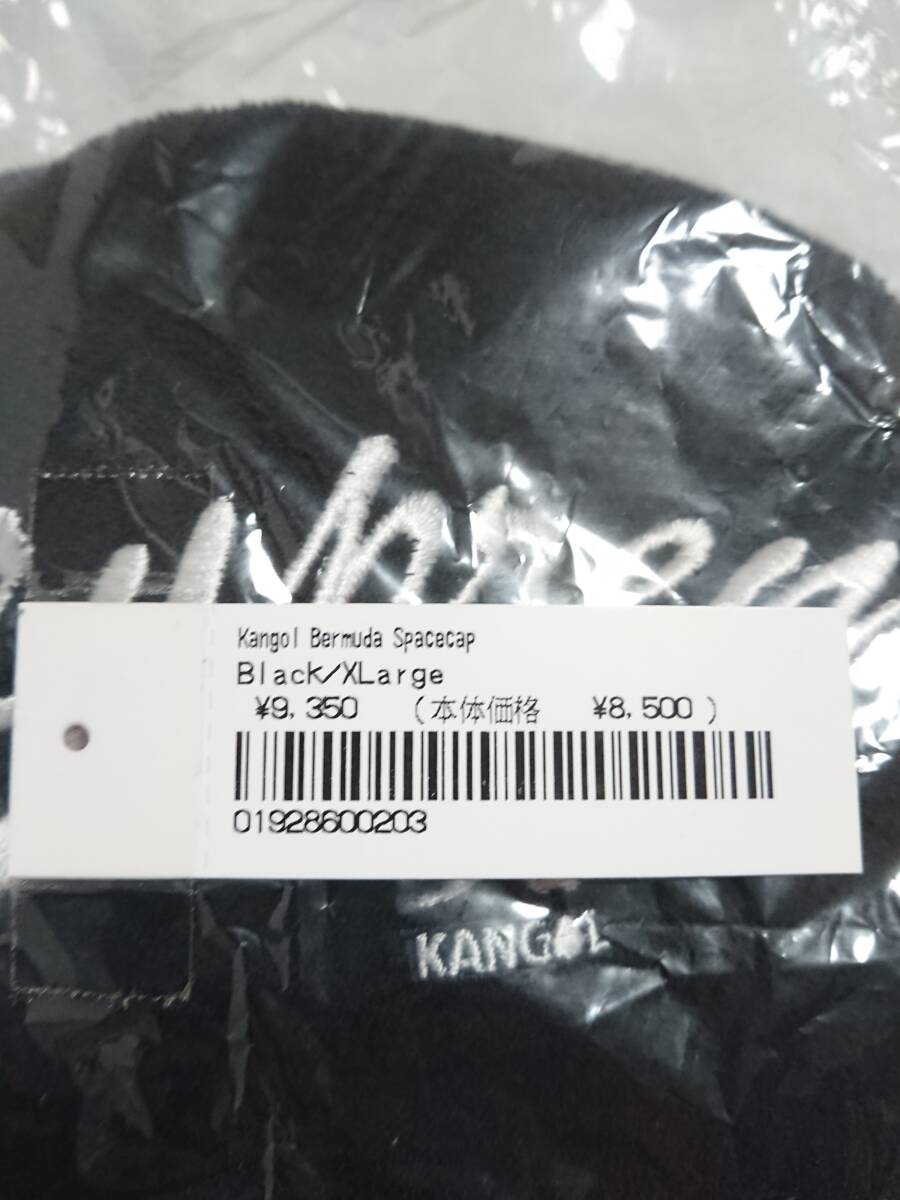 Kangol Bermuda Spacecap
Black/XLarge
¥9,350 (本体価格 ¥8,500)
01928600203
KANGOL